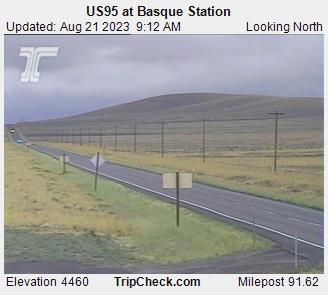 US95 at Basque Station
Updated: Aug 21 2023 9:12 AM Looking North
Elevation 4460 TripCheck.com Milepost 91.62